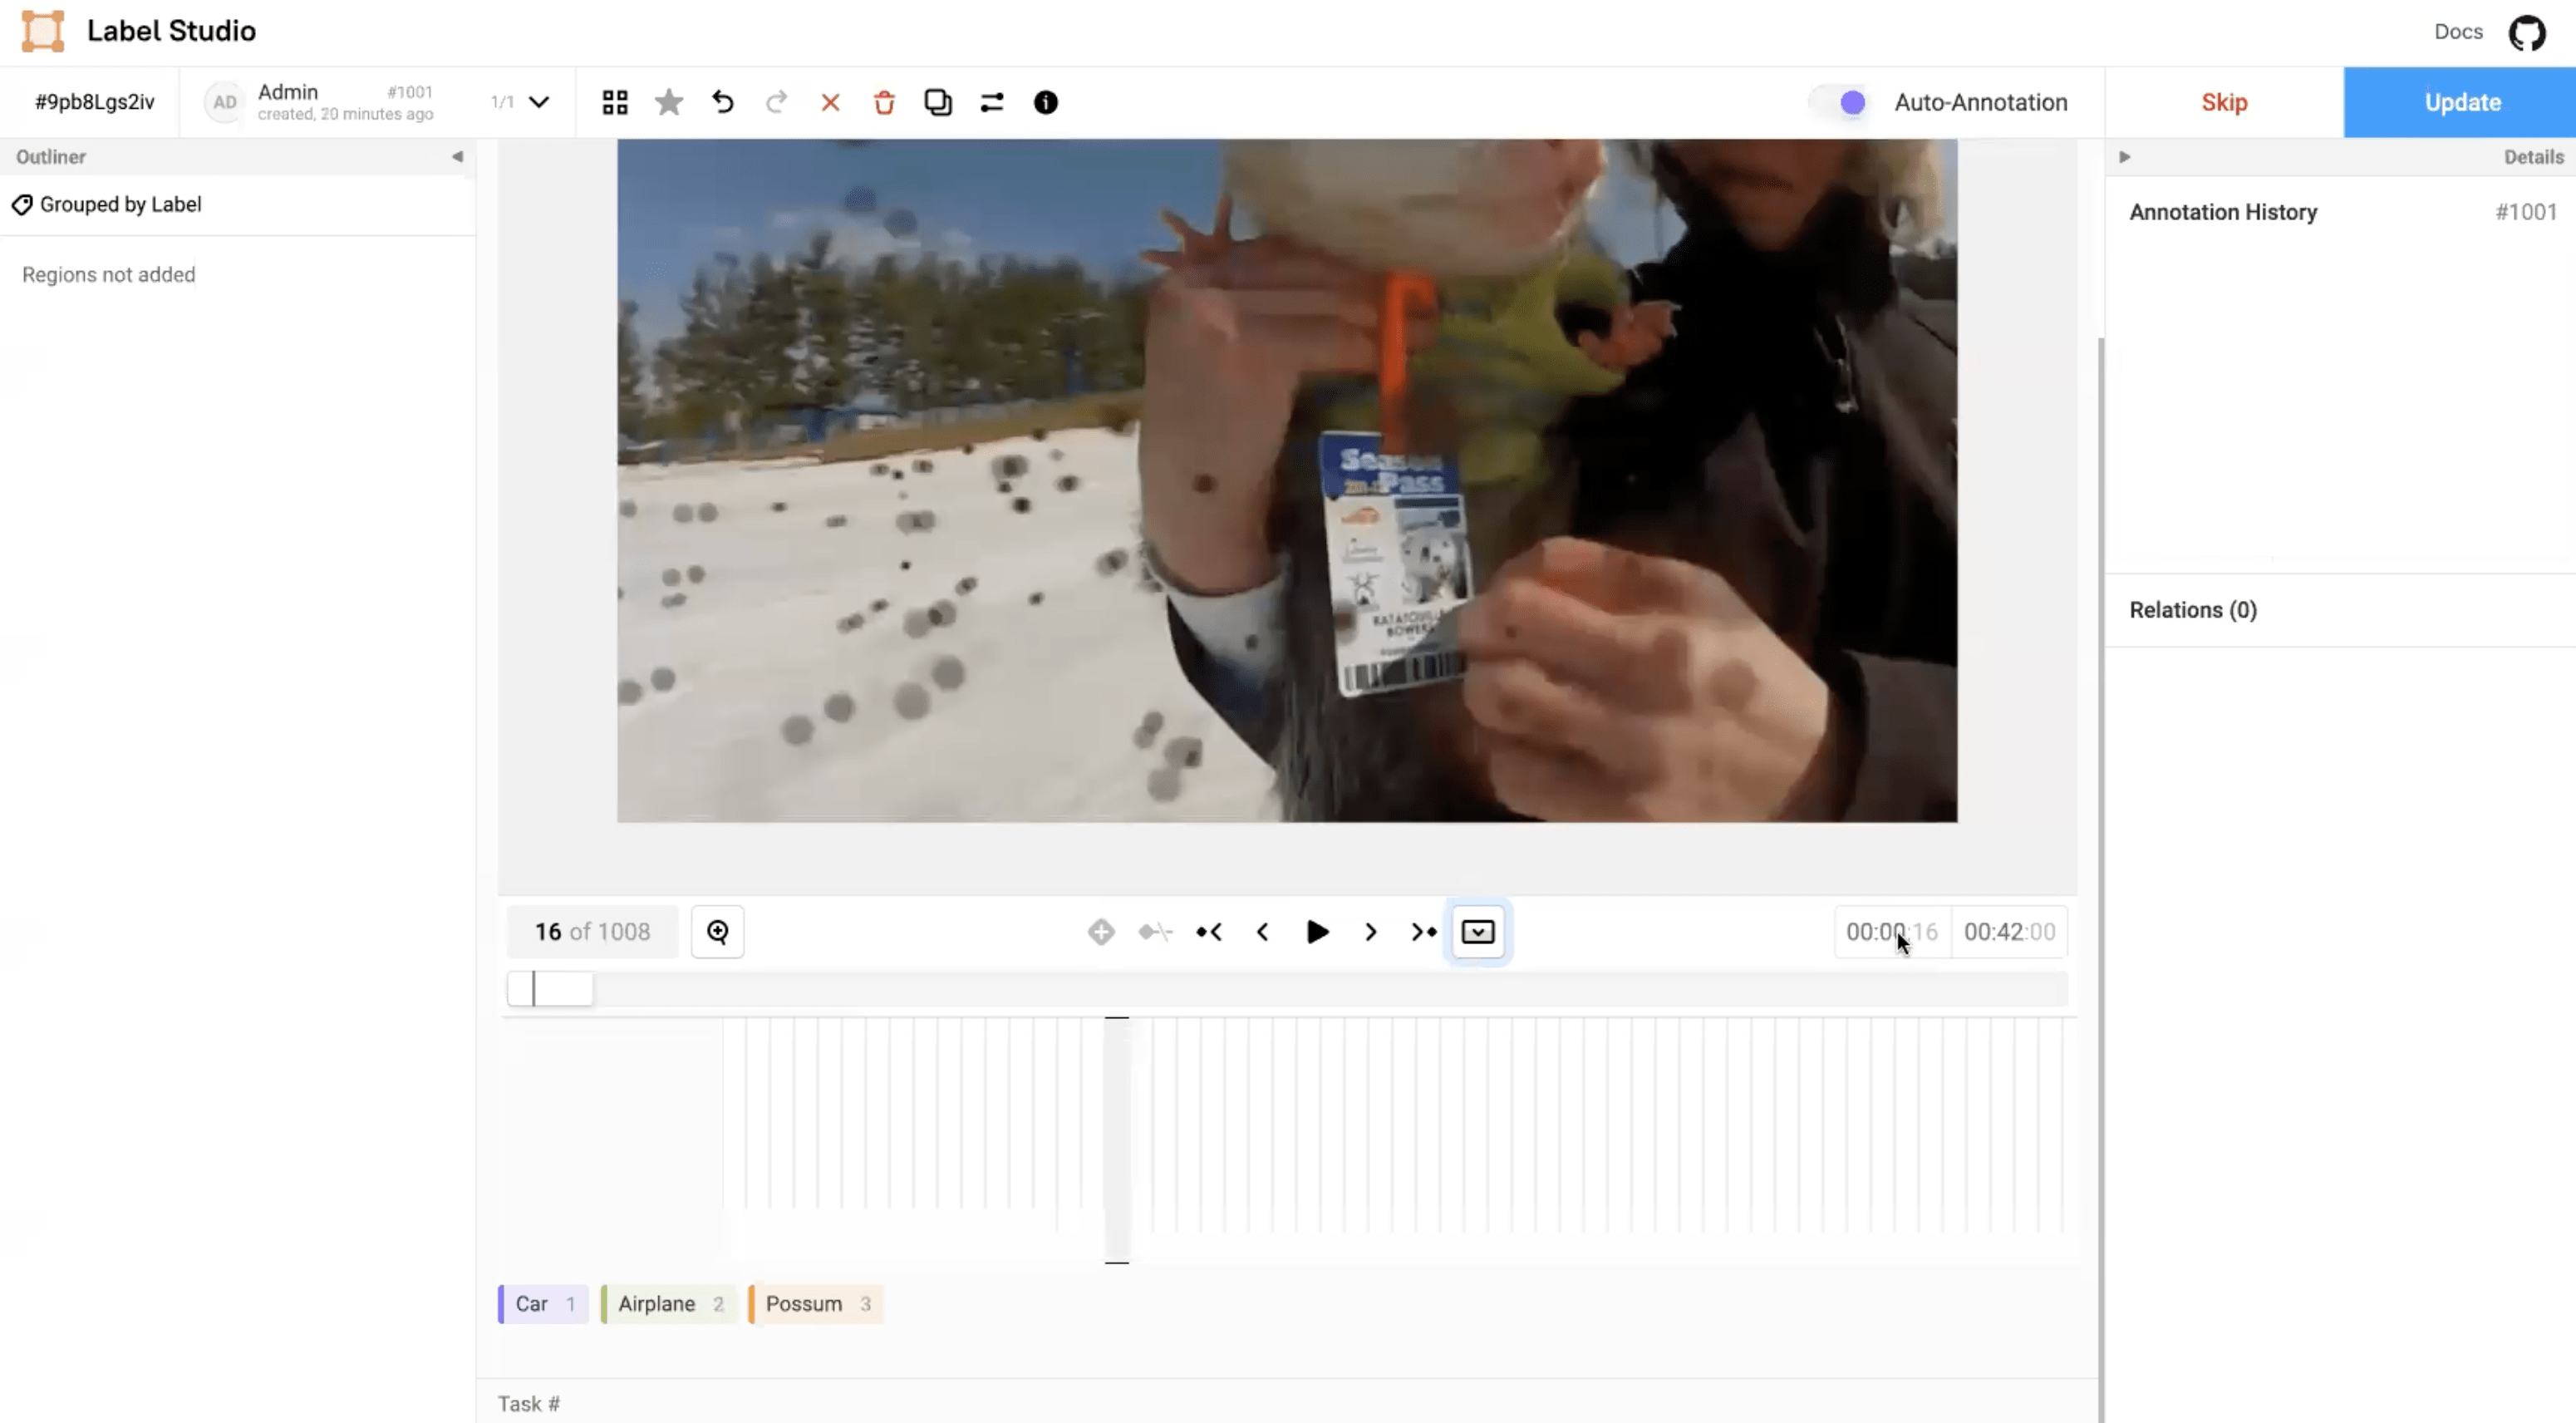 Label Studio
Docs
#9pb8Lgs2iv
AD
Admin #1001
created, 20 minutes ago
1/1
Auto-Annotation
Skip
Update
Outliner
Details
Grouped by Label
Annotation History #1001
Regions not added
Season
Pass
BOWERS
Relations (0)
16 of 1008
00:00:16
00:42:00
Car 1
Airplane 2
Possum 3
Task #